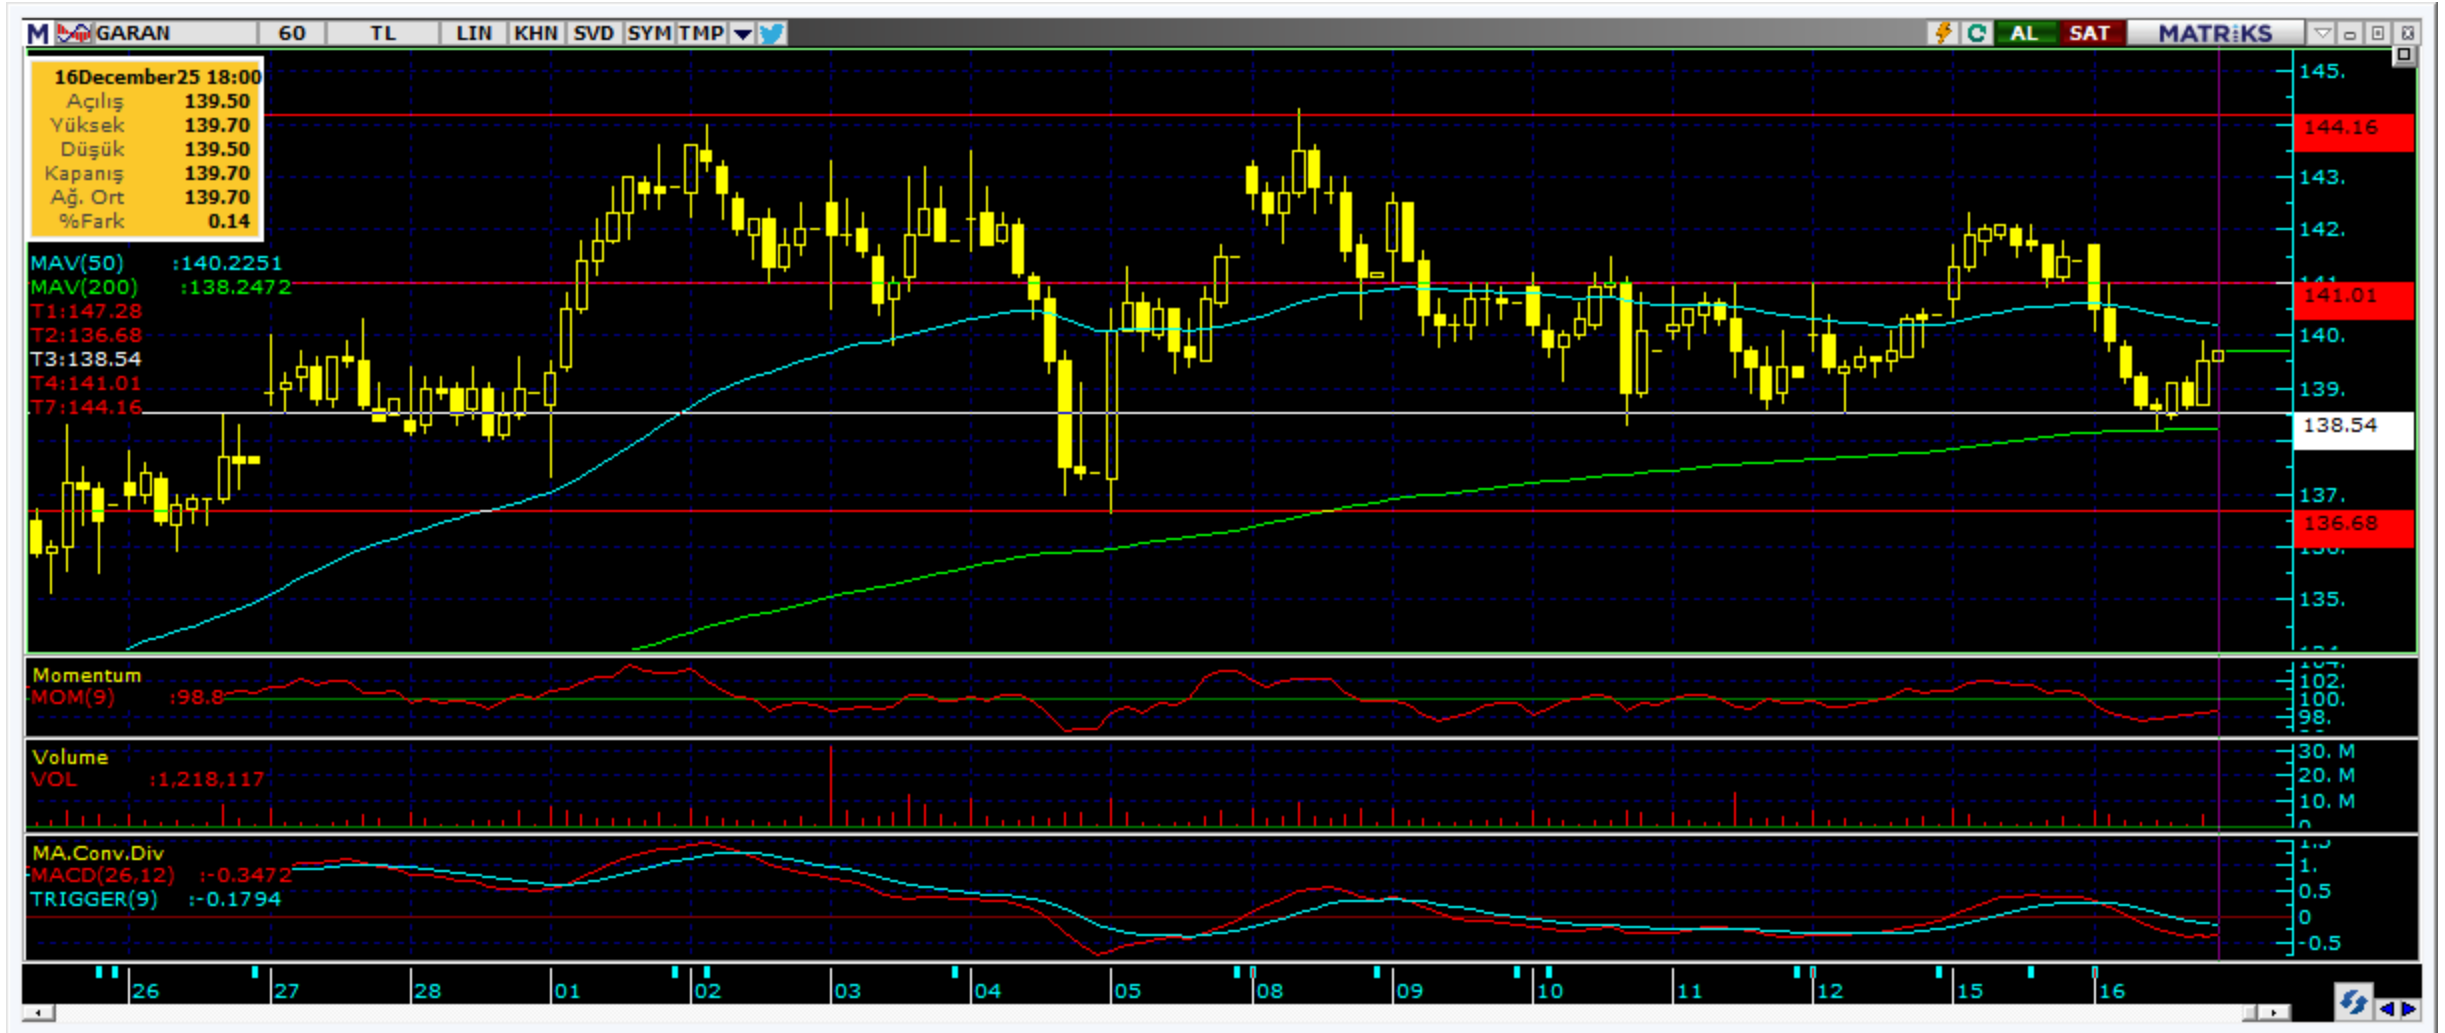 M GARAN 60 TL LIN KHN SVD SYM TMP AL SAT MATRiKS
16December25 18:00
Açılış 139.50
Yüksek 139.70
Düşük 139.50
Kapanış 139.70
Ağ. Ort 139.70
%Fark 0.14
MAV(50) :140.2251
MAV(200) :138.2472
T1:147.28
T2:136.68
T3:138.54
T4:141.01
T7:144.16
145.
144.16
143.
142.
141.01
140.
139.
138.54
137.
136.68
135.
Momentum
MOM(9) :98.8
102.
100.
98.
Volume
VOL :1,218,117
30. M
20. M
10. M
0
MA.Conv.Div
MACD(26,12) :-0.3472
TRIGGER(9) :-0.1794
1.5
1.
0.5
0
-0.5
26 27 28 01 02 03 04 05 08 09 10 11 12 15 16